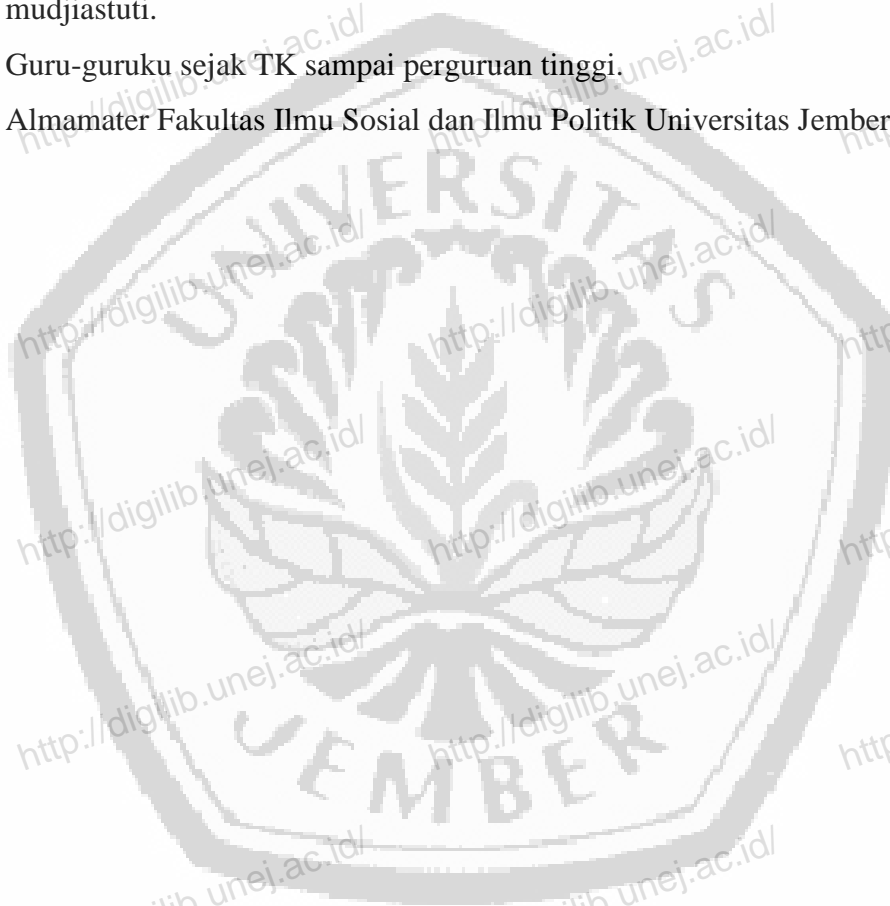 mudjiastuti.
http://digilib.unej.ac.id/
http://digilib.unej.ac.id/
Guru-guruku sejak TK sampai perguruan tinggi.
Almamater Fakultas Ilmu Sosial dan Ilmu Politik Universitas Jember
UNIVERSITAS
http://digilib.unej.ac.id/
http://digilib.unej.ac.id/
http://digilib.unej.ac.id/
http://digilib.unej.ac.id/
http://digilib.unej.ac.id/
http://digilib.unej.ac.id/
JEMBER